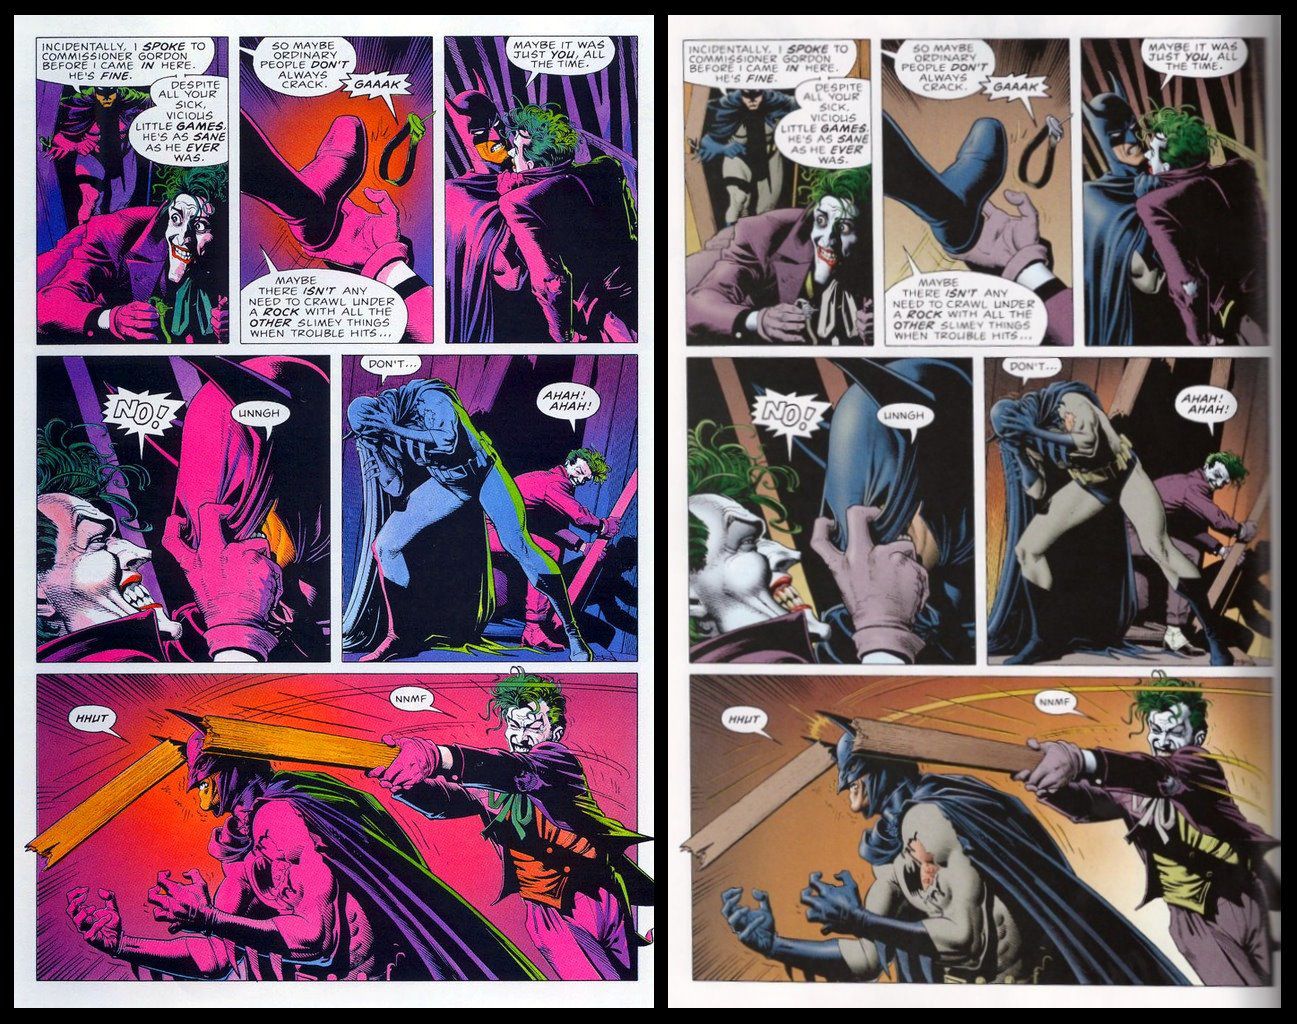 INCIDENTALLY, I SPOKE TO
COMMISSIONER GORDON
BEFORE I CAME IN HERE.
HE'S FINE.
DESPITE
ALL YOUR
SICK,
VICIOUS
LITTLE GAMES,
HE'S AS SANE
AS HE EVER
WAS.
SO MAYBE
ORDINARY
PEOPLE DON'T
ALWAYS
CRACK.
GAAAK
MAYBE
THERE ISN'T ANY
NEED TO CRAWL UNDER
A ROCK WITH ALL THE
OTHER SLIMEY THINGS
WHEN TROUBLE HITS...
MAYBE IT WAS
JUST YOU, ALL
THE TIME.
NO!
UNNGH
DON'T...
AHAH!
AHAH!
HHUT
NNMF
INCIDENTALLY, I SPOKE TO
COMMISSIONER GORDON
BEFORE I CAME IN HERE.
HE'S FINE.
DESPITE
ALL YOUR
SICK,
VICIOUS
LITTLE GAMES,
HE'S AS SANE
AS HE EVER
WAS.
SO MAYBE
ORDINARY
PEOPLE DON'T
ALWAYS
CRACK.
GAAAK
MAYBE
THERE ISN'T ANY
NEED TO CRAWL UNDER
A ROCK WITH ALL THE
OTHER SLIMEY THINGS
WHEN TROUBLE HITS...
MAYBE IT WAS
JUST YOU, ALL
THE TIME.
NO!
UNNGH
DON'T...
AHAH!
AHAH!
HHUT
NNMF